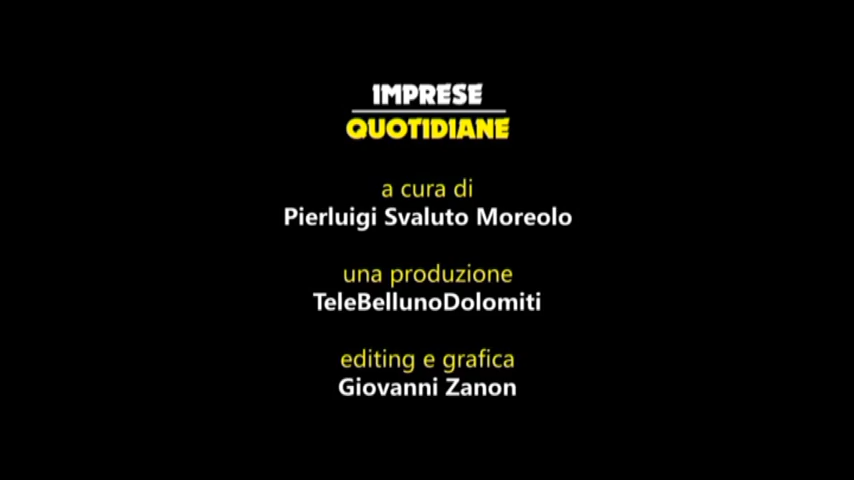 IMPRESE
QUOTIDIANE
a cura di
Pierluigi Svaluto Moreolo
una produzione
TeleBellunoDolomiti
editing e grafica
Giovanni Zanon